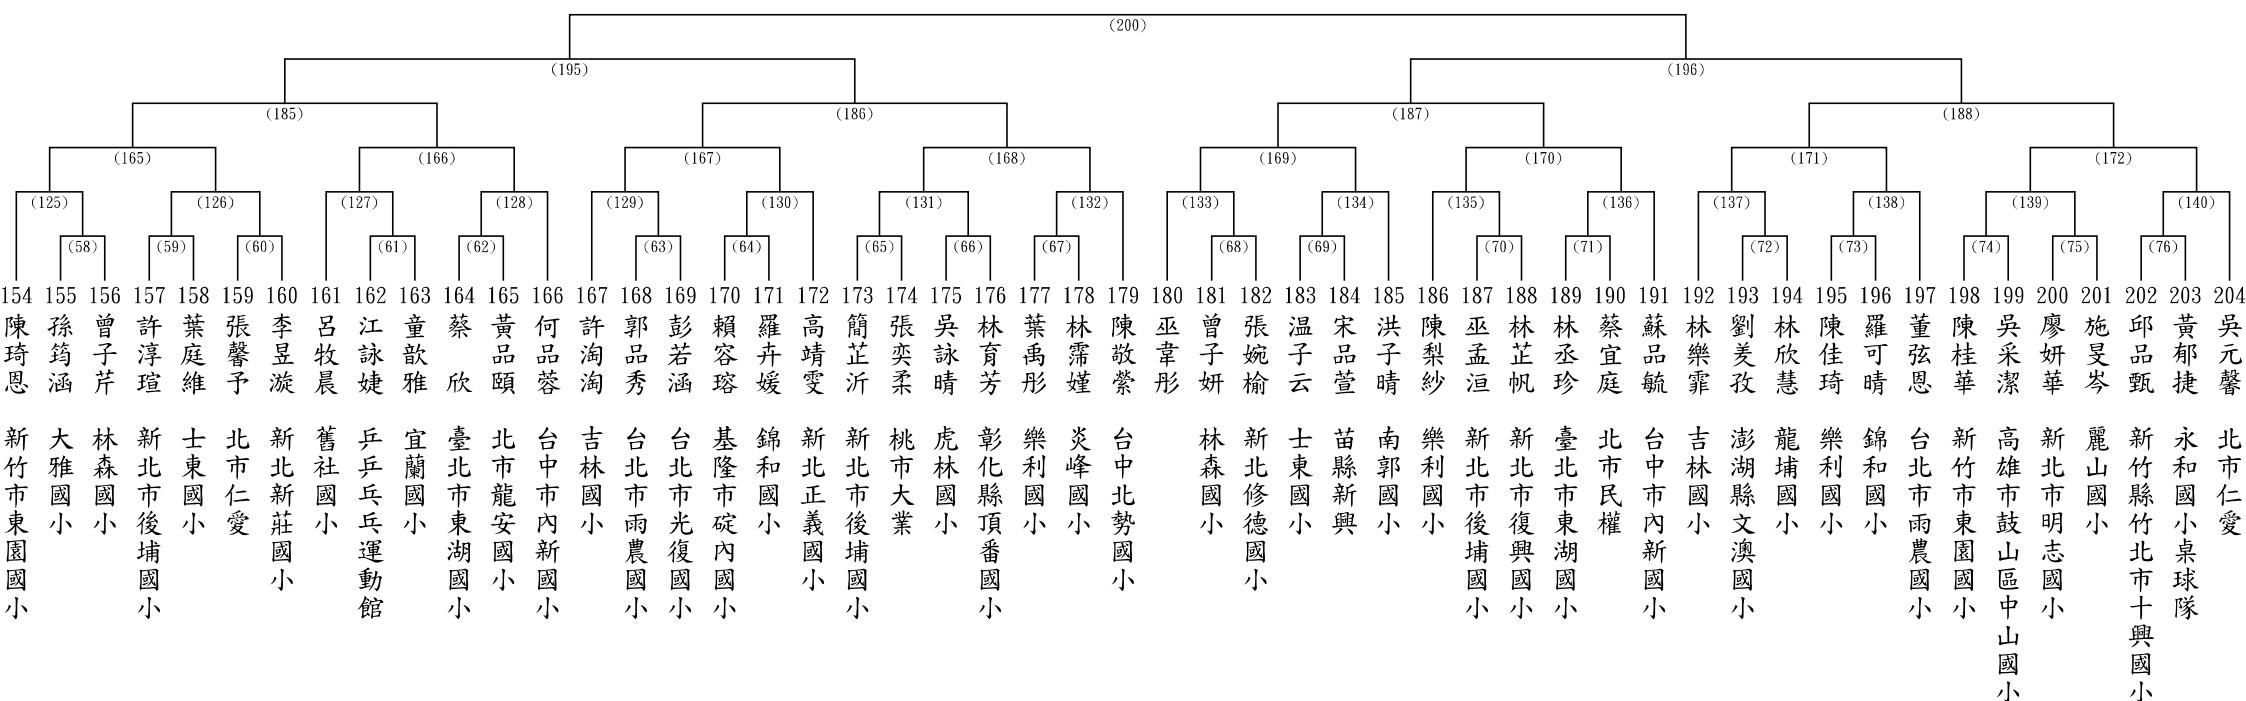 (200)
(195) (196)
(185) (186) (187) (188)
(165) (166) (167) (168) (169) (170) (171) (172)
(125) (126) (127) (128) (129) (130) (131) (132) (133) (134) (135) (136) (137) (138) (139) (140)
(58) (59) (60) (61) (62) (63) (64) (65) (66) (67) (68) (69) (70) (71) (72) (73) (74) (75) (76)
154 陳琦恩 新竹市東園國小
155 孫筠涵 大雅國小
156 曾子芹 林森國小
157 許淳瑄 新北市後埔國小
158 葉庭維 士東國小
159 張馨予 北市仁愛
160 李昱漩 新北新莊國小
161 呂牧晨 舊社國小
162 江詠婕 乒乒乓乓運動館
163 童歆雅 宜蘭國小
164 蔡 欣 臺北市東湖國小
165 黃品頤 北市龍安國小
166 何品蓉 台中市內新國小
167 許淘淘 吉林國小
168 郭品秀 台北市雨農國小
169 彭若涵 台北市光復國小
170 賴容瑢 基隆市碇內國小
171 羅卉媛 錦和國小
172 高靖雯 新北正義國小
173 簡芷沂 新北市後埔國小
174 張奕柔 桃市大業
175 吳詠晴 虎林國小
176 林育芳 彰化縣頂番國小
177 葉禹彤 樂利國小
178 林霈嫤 炎峰國小
179 陳敬縈 台中北勢國小
180 巫韋彤
181 曾子妍 林森國小
182 張婉榆 新北修德國小
183 温子云 士東國小
184 宋品萱 苗縣新興
185 洪子晴 南郭國小
186 陳梨紗 樂利國小
187 巫孟洹 新北市後埔國小
188 林芷帆 新北市復興國小
189 林丞珍 臺北市東湖國小
190 蔡宜庭 北市民權
191 蘇品毓 台中市內新國小
192 林樂霏 吉林國小
193 劉羑孜 澎湖縣文澳國小
194 林欣慧 龍埔國小
195 陳佳琦 樂利國小
196 羅可晴 錦和國小
197 董弦恩 台北市雨農國小
198 陳桂華 新竹市東園國小
199 吳采潔 高雄市鼓山區中山國小
200 廖妍華 新北市明志國小
201 施旻岑 麗山國小
202 邱品甄 新竹縣竹北市十興國小
203 黃郁捷 永和國小桌球隊
204 吳元馨 北市仁愛